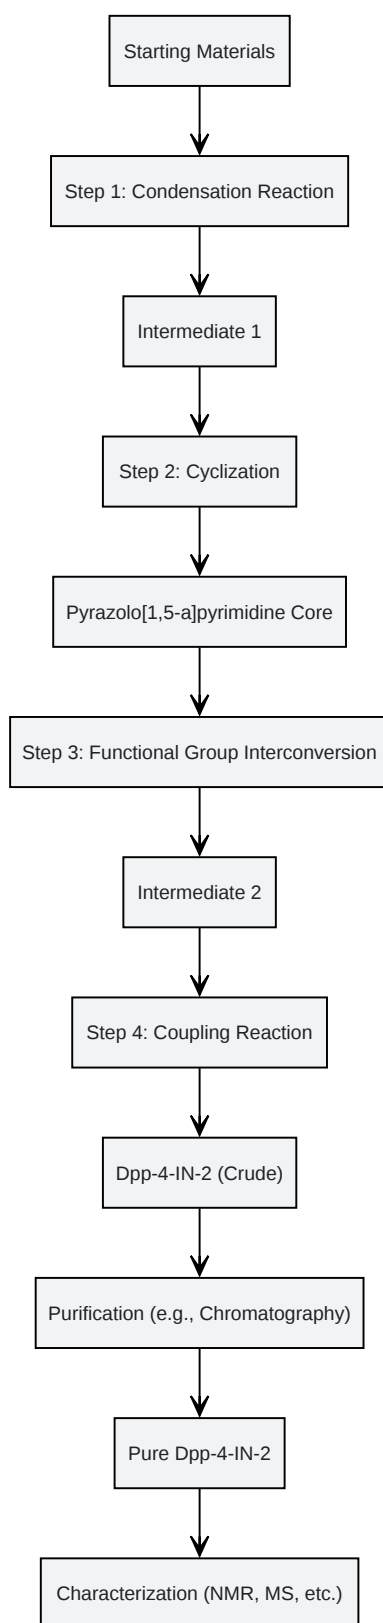 Starting Materials
Step 1: Condensation Reaction
Intermediate 1
Step 2: Cyclization
Pyrazolo[1,5-a]pyrimidine Core
Step 3: Functional Group Interconversion
Intermediate 2
Step 4: Coupling Reaction
Dpp-4-IN-2 (Crude)
Purification (e.g., Chromatography)
Pure Dpp-4-IN-2
Characterization (NMR, MS, etc.)